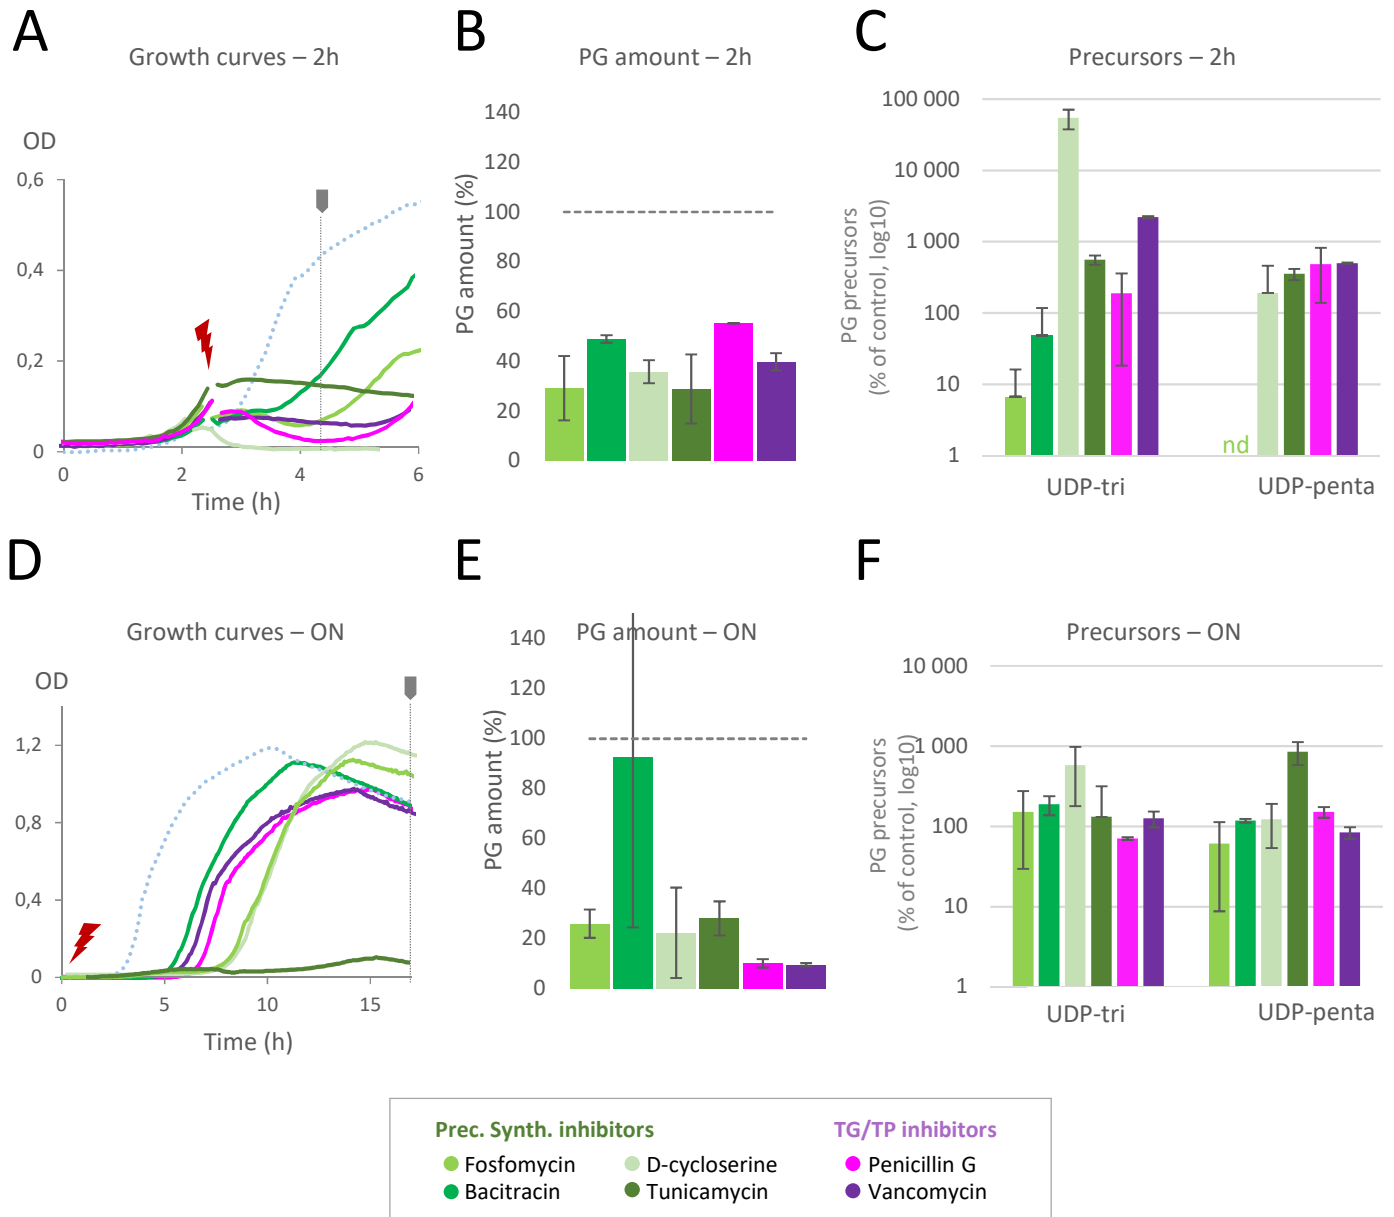 A
Growth curves – 2h
OD
0,6
0,4
0,2
0
0
2
4
6
Time (h)
B
PG amount – 2h
PG amount (%)
140
120
100
80
60
40
20
0
C
Precursors – 2h
PG precursors
(% of control, log10)
100 000
10 000
1 000
100
10
1
nd
UDP-tri
UDP-penta
D
Growth curves – ON
OD
1,2
0,8
0,4
0
0
5
10
15
Time (h)
E
PG amount – ON
PG amount (%)
140
120
100
80
60
40
20
0
F
Precursors – ON
PG precursors
(% of control, log10)
10 000
1 000
100
10
1
UDP-tri
UDP-penta
Prec. Synth. inhibitors
TG/TP inhibitors
Fosfomycin
D-cycloserine
Penicillin G
Bacitracin
Tunicamycin
Vancomycin